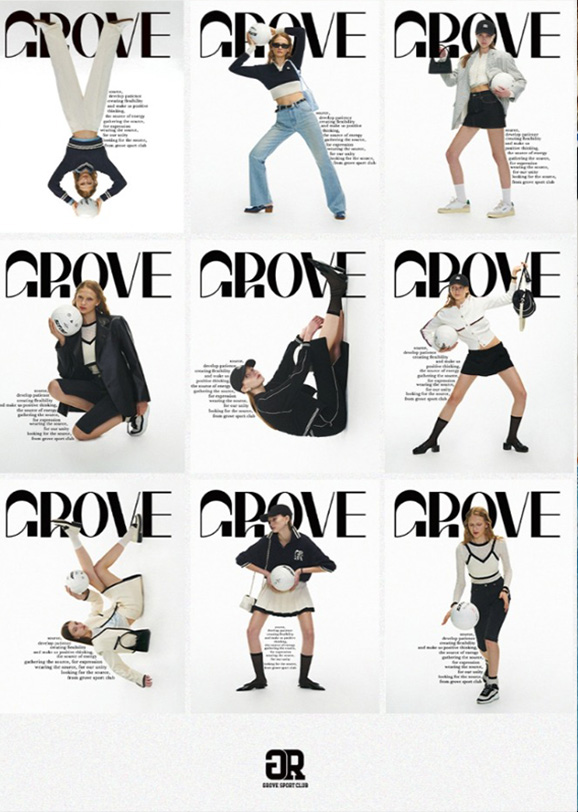 GROVE
source,
develop patience
creating flexibility
and make us positive
thinking,
the source of energy
gathering the source,
for expression
wearing the source,
for our unity
looking for the source,
from grove sport club
GROVE
source,
develop patience
creating flexibility
and make us positive
thinking,
the source of energy
gathering the source,
for expression
wearing the source,
for our unity
looking for the source,
from grove sport club
GROVE
source,
develop patience
creating flexibility
and make us
positive thinking,
the source of energy
gathering the source,
for expression
wearing the source,
for our unity
looking for the source,
from grove sport club
GROVE
source,
develop patience
creating flexibility
and make us positive thinking,
the source of energy
gathering the source,
for expression
wearing the source,
for our unity
looking for the source,
from grove sport club
GROVE
source,
develop patience
creating flexibility
and make us
positive thinking,
the source of energy
gathering the source,
for expression
wearing the source,
for our unity
looking for the source,
from grove sport club
GROVE
source,
develop patience
creating flexibility
and make us
positive thinking,
the source of energy
gathering the source,
for expression
wearing the source,
for our unity
looking for the source,
from grove sport club
GROVE
source,
develop patience
creating flexibility
and make us positive thinking,
the source of energy
gathering the source, for expression
wearing the source, for our unity
looking for the source,
from grove sport club
GROVE
source,
develop patience
creating flexibility
and make us positive
thinking,
the source of energy
gathering the source,
for expression
wearing the source,
for our unity
looking for the source,
from grove sport club
GROVE
source,
develop patience
creating flexibility
and make us positive thinking,
the source of energy
gathering the source,
for expression
wearing the source,
for our unity
looking for the source,
from grove sport club
GR
GROVE SPORT CLUB